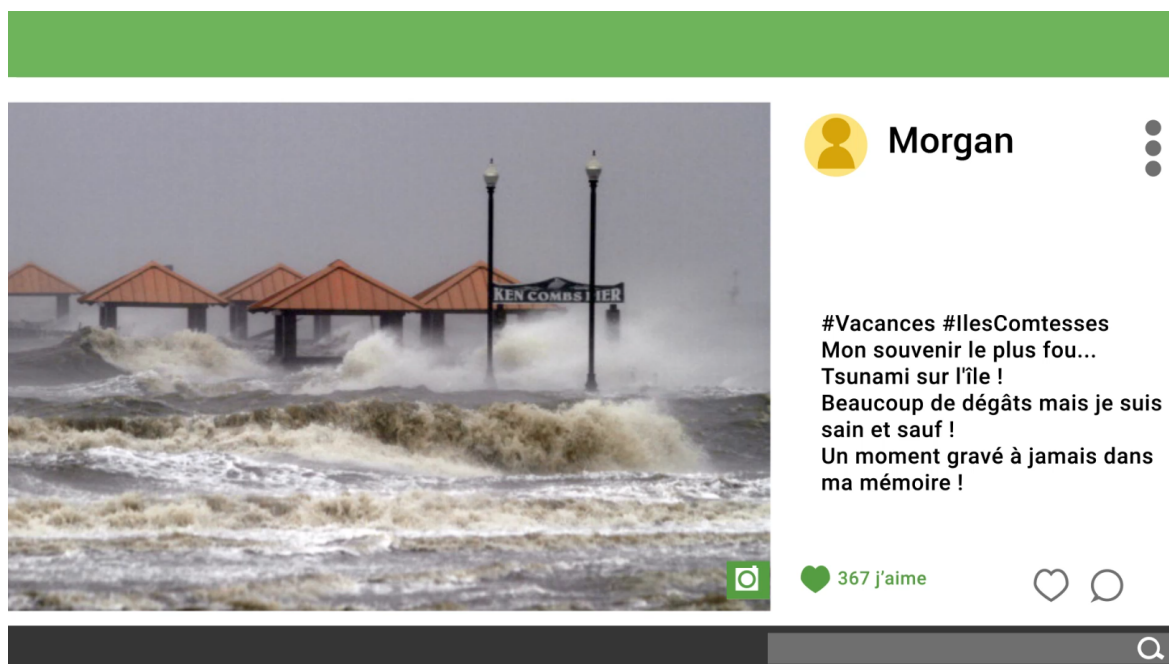 Morgan
KEN COMBS PIER
#Vacances #IlesComtesses
Mon souvenir le plus fou...
Tsunami sur l'île !
Beaucoup de dégâts mais je suis
sain et sauf !
Un moment gravé à jamais dans
ma mémoire !
367 j'aime